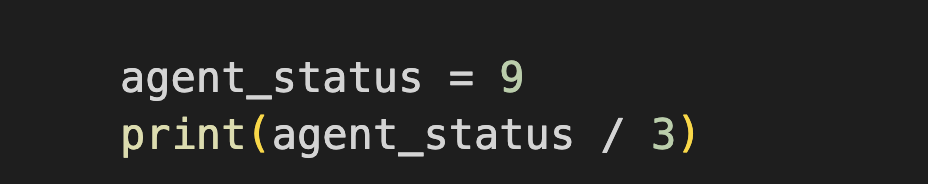 agent_status = 9
print(agent_status / 3)